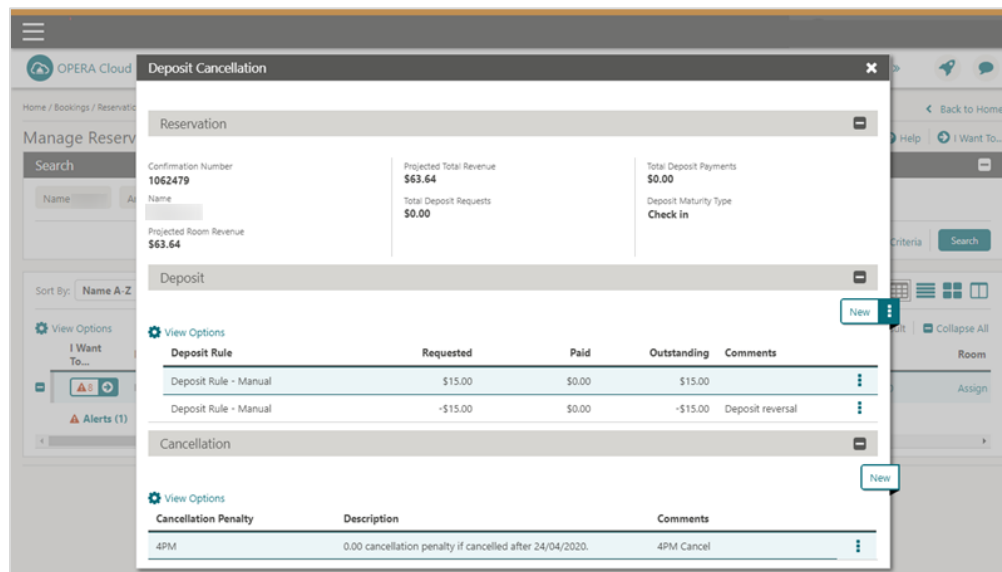 OPERA Cloud
Deposit Cancellation
Home / Bookings / Reservatio
Back to Home
Manage Reserv
Help
I Want To...
Search
Name
Reservation
Confirmation Number
1062479
Name
Projected Room Revenue
$63.64
Projected Total Revenue
$63.64
Total Deposit Requests
$0.00
Total Deposit Payments
$0.00
Deposit Maturity Type
Check in
Criteria
Search
Sort By: Name A-Z
Deposit
New
View Options
Collapse All
I Want To...
Room
8
Assign
Alerts (1)
View Options
Deposit Rule Requested Paid Outstanding Comments
Deposit Rule - Manual $15.00 $0.00 $15.00
Deposit Rule - Manual -$15.00 $0.00 -$15.00 Deposit reversal
Cancellation
New
View Options
Cancellation Penalty Description Comments
4PM 0.00 cancellation penalty if cancelled after 24/04/2020. 4PM Cancel